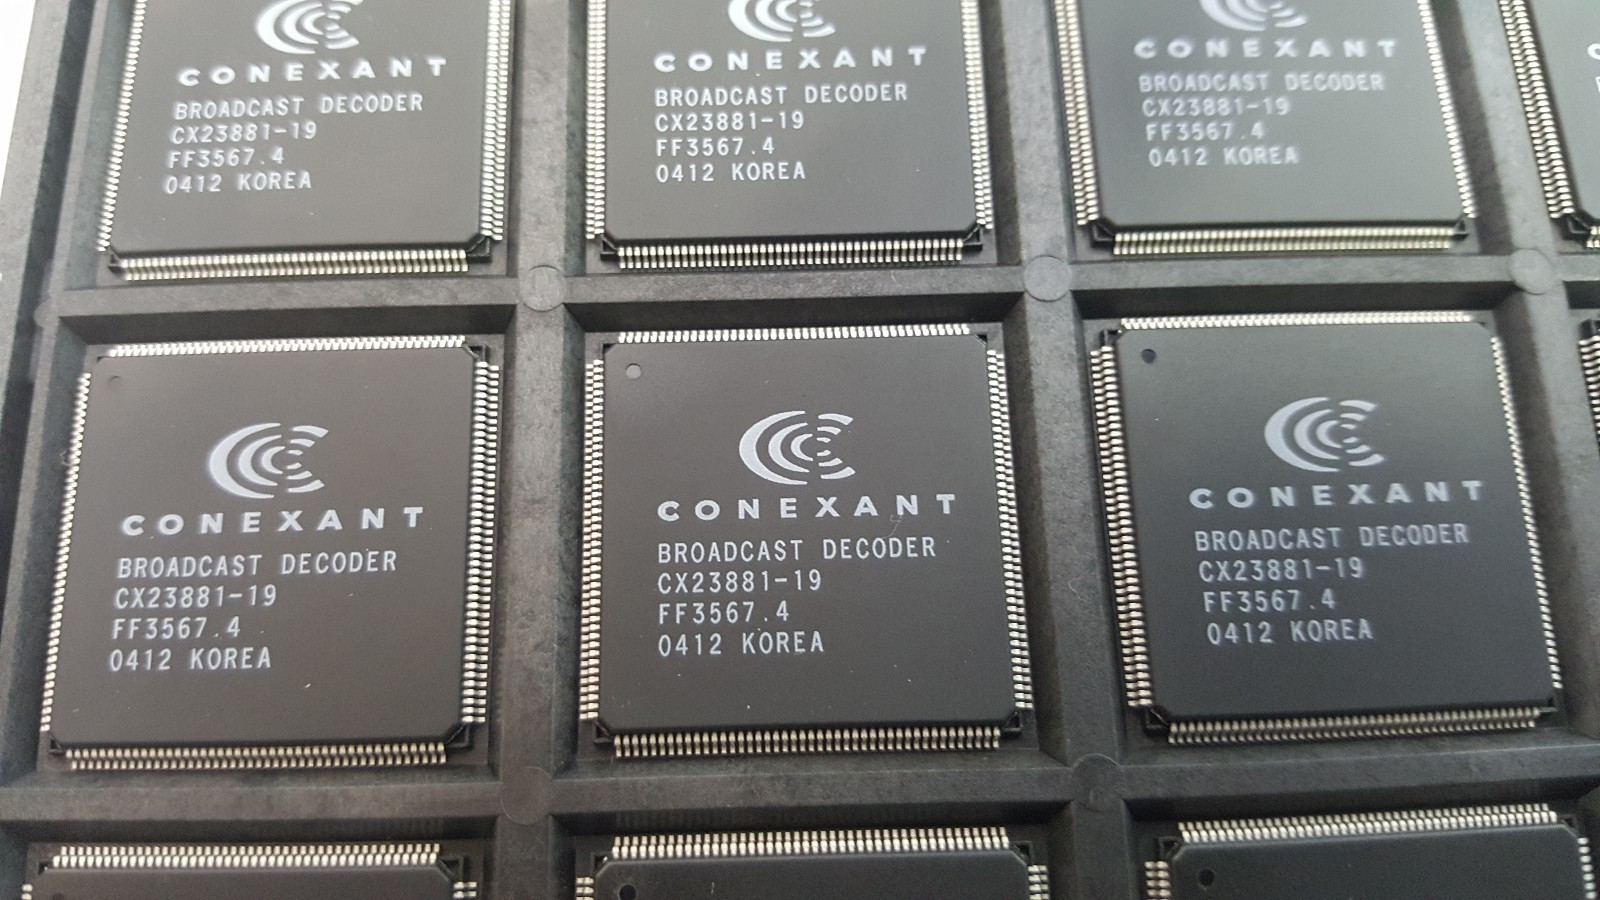 CONEXANT
BROADCAST DECODER
CX23881-19
FF3567.4
0412 KOREA
CONEXANT
BROADCAST DECODER
CX23881-19
FF3567.4
0412 KOREA
CONEXANT
BROADCAST DECODER
CX23881-19
FF3567.4
0412 KOREA
CONEXANT
BROADCAST DECODER
CX23881-19
FF3567.4
0412 KOREA
CONEXANT
BROADCAST DECODER
CX23881-19
FF3567.4
0412 KOREA
CONEXANT
BROADCAST DECODER
CX23881-19
FF3567.4
0412 KOREA